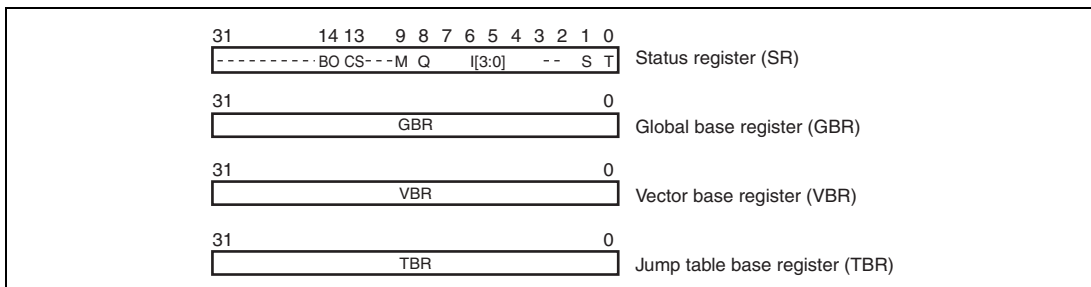 31 14 13 9 8 7 6 5 4 3 2 1 0
---------- BO CS---M Q I[3:0] -- S T Status register (SR)
31 0
GBR Global base register (GBR)
31 0
VBR Vector base register (VBR)
31 0
TBR Jump table base register (TBR)